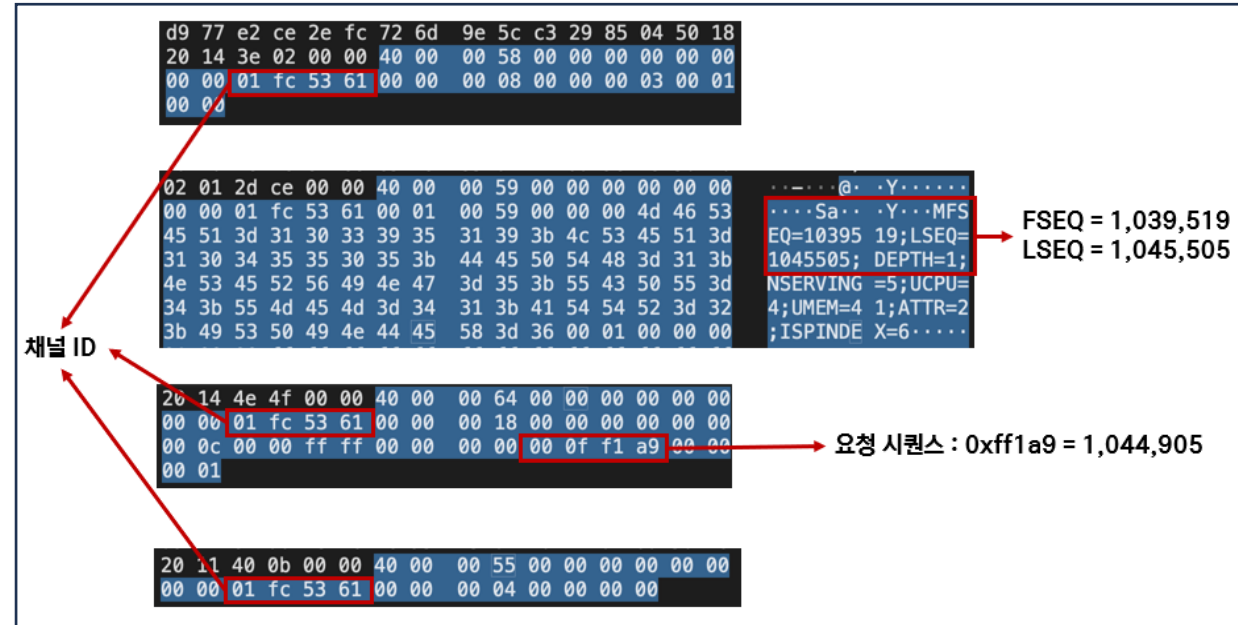 d9 77 e2 ce 2e fc 72 6d 9e 5c c3 29 85 04 50 18
20 14 3e 02 00 00 40 00 00 58 00 00 00 00 00 00
00 00 01 fc 53 61 00 00 00 08 00 00 00 03 00 01
00 00
02 01 2d ce 00 00 40 00 00 59 00 00 00 00 00 00 ··-···@· ·Y······
00 00 01 fc 53 61 00 01 00 59 00 00 00 4d 46 53 ····Sa·· ·Y···MFS
45 51 3d 31 30 33 39 35 31 39 3b 4c 53 45 51 3d EQ=10395 19;LSEQ=
31 30 34 35 35 30 35 3b 44 45 50 54 48 3d 31 3b 1045505; DEPTH=1;
4e 53 45 52 56 49 4e 47 3d 35 3b 55 43 50 55 3d NSERVING =5;UCPU=
34 3b 55 4d 45 4d 3d 34 31 3b 41 54 54 52 3d 32 4;UMEM=4 1;ATTR=2
3b 49 53 50 49 4e 44 45 58 3d 36 00 01 00 00 00 ;ISPINDE X=6·····
FSEQ = 1,039,519
LSEQ = 1,045,505
채널 ID
20 14 4e 4f 00 00 40 00 00 64 00 00 00 00 00 00
00 00 01 fc 53 61 00 00 00 18 00 00 00 00 00 00
00 0c 00 00 ff ff 00 00 00 00 00 0f f1 a9 00 00
00 01
요청 시퀀스 : 0xff1a9 = 1,044,905
20 11 40 0b 00 00 40 00 00 55 00 00 00 00 00 00
00 00 01 fc 53 61 00 00 00 04 00 00 00 00